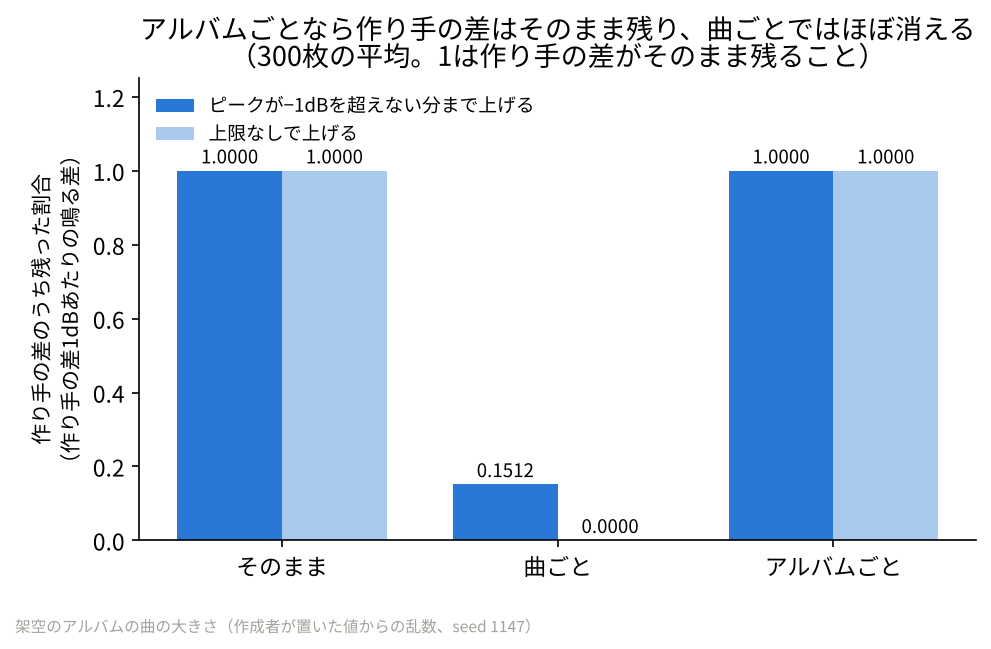 アルバムごとなら作り手の差はそのまま残り、曲ごとではほぼ消える
（300枚の平均。1は作り手の差がそのまま残ること）
作り手の差のうち残った割合
（作り手の差1dBあたりの鳴る差）
1.2
1.0
0.8
0.6
0.4
0.2
0.0
ピークが−1dBを超えない分まで上げる
上限なしで上げる
1.0000
1.0000
0.1512
0.0000
1.0000
1.0000
そのまま
曲ごと
アルバムごと
架空のアルバムの曲の大きさ（作成者が置いた値からの乱数、seed 1147）